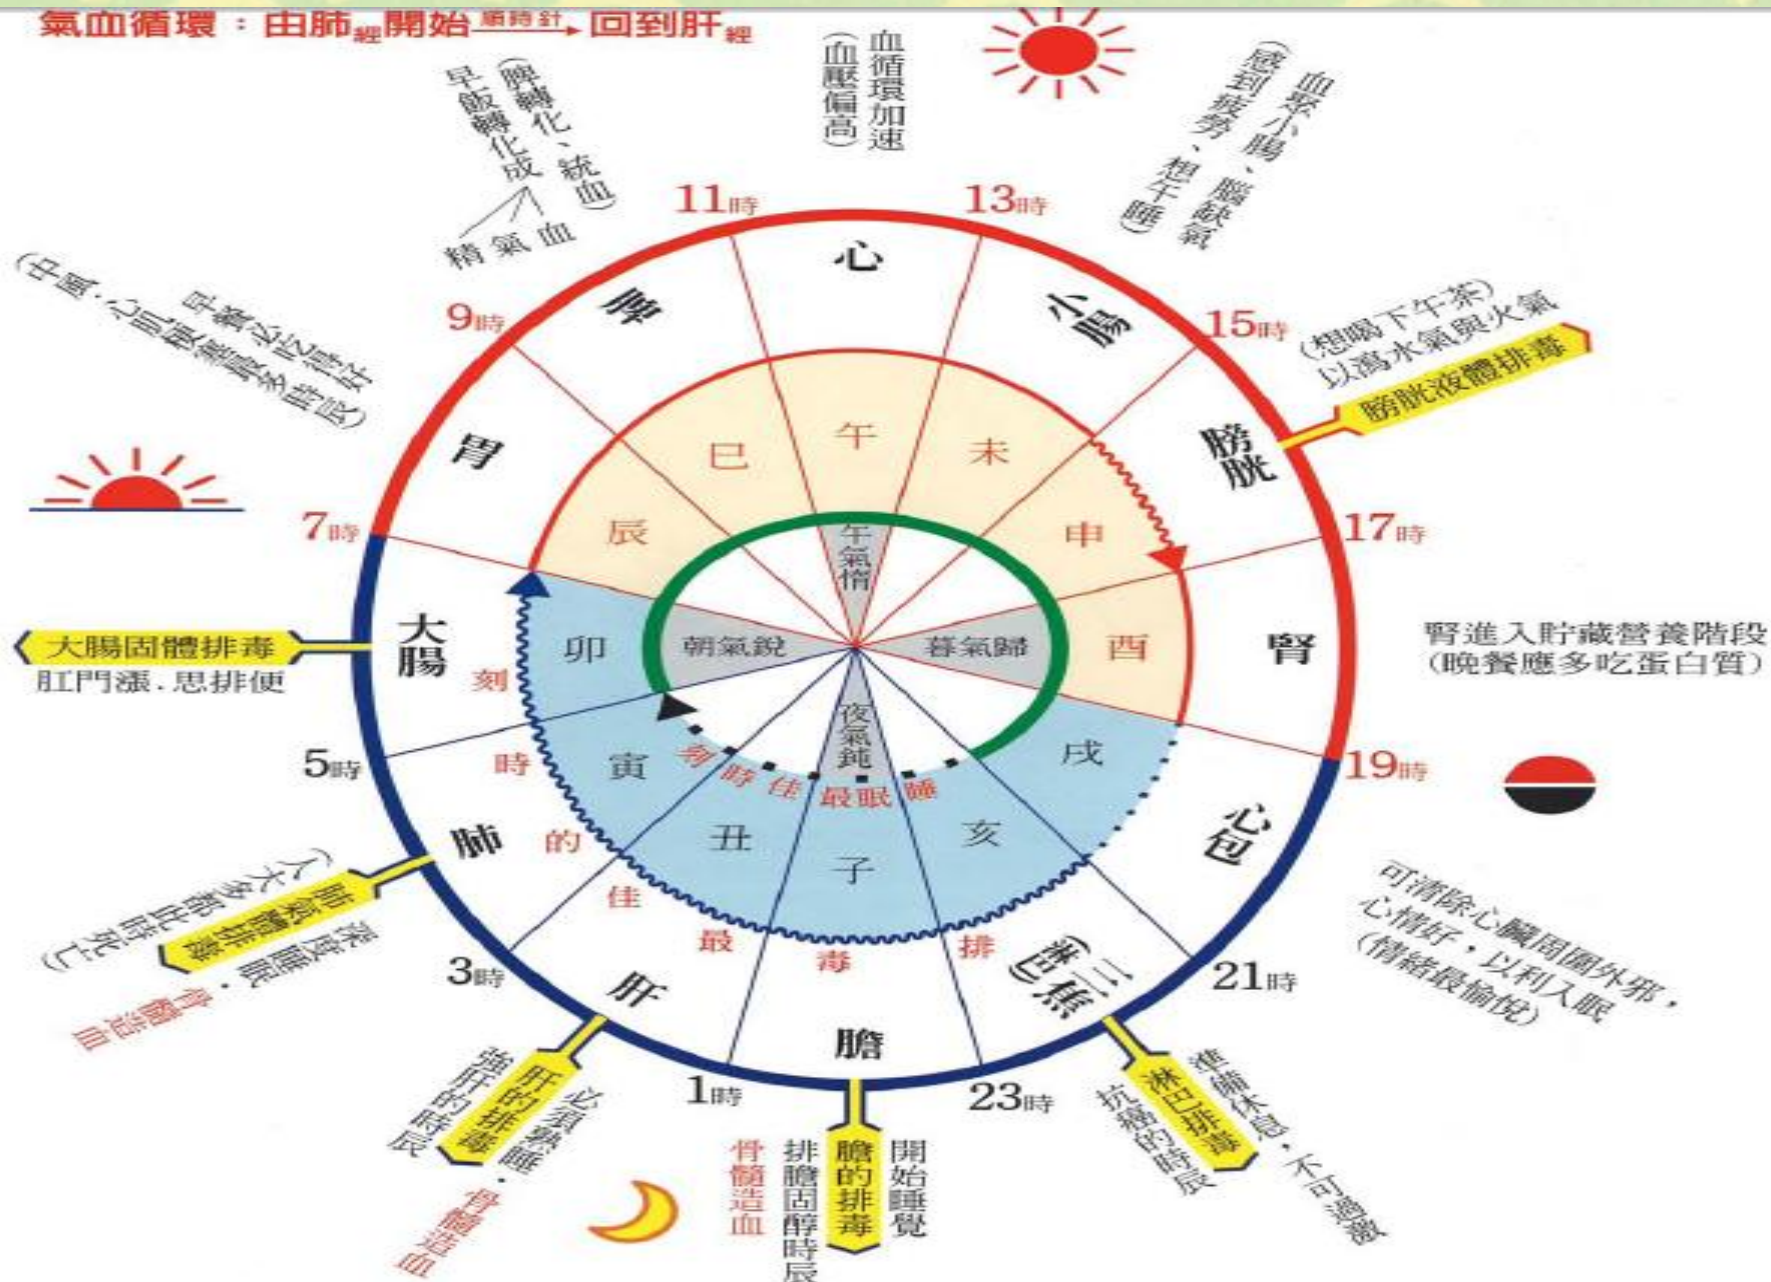 氣血循環：由肺經開始 順時針 回到肝經
血循環加速
(血壓偏高)
血聚小腸、腦缺氧
(感到疲勞、想午睡)
(脾轉化、統血)
早飯轉化成
精 氣 血
早餐必吃得好
(中風、心肌梗塞最多時辰)
(想喝下午茶)
以瀉水氣與火氣
膀胱液體排毒
11時
13時
15時
17時
19時
21時
23時
1時
3時
5時
7時
9時
心
小腸
膀胱
腎
心包
三焦
(淋巴)
膽
肝
肺
大腸
胃
脾
午
未
申
酉
戌
亥
子
丑
寅
卯
辰
巳
午氣惰
暮氣歸
夜氣鈍
朝氣銳
睡眠最佳時刻
排毒最佳的時刻
腎進入貯藏營養階段
(晚餐應多吃蛋白質)
可清除心臟周圍外邪，
心情好，以利入眠
(情緒最愉悅)
準備休息，不可過激
淋巴排毒
抗癌的時辰
開始睡覺
膽的排毒
排膽固醇時辰
骨髓造血
必須熟睡，骨髓造血
肝的排毒
強肝的時辰
深度睡眠，骨髓造血
肺氣體排毒
(人大多都此時死亡)
大腸固體排毒
肛門漲．思排便